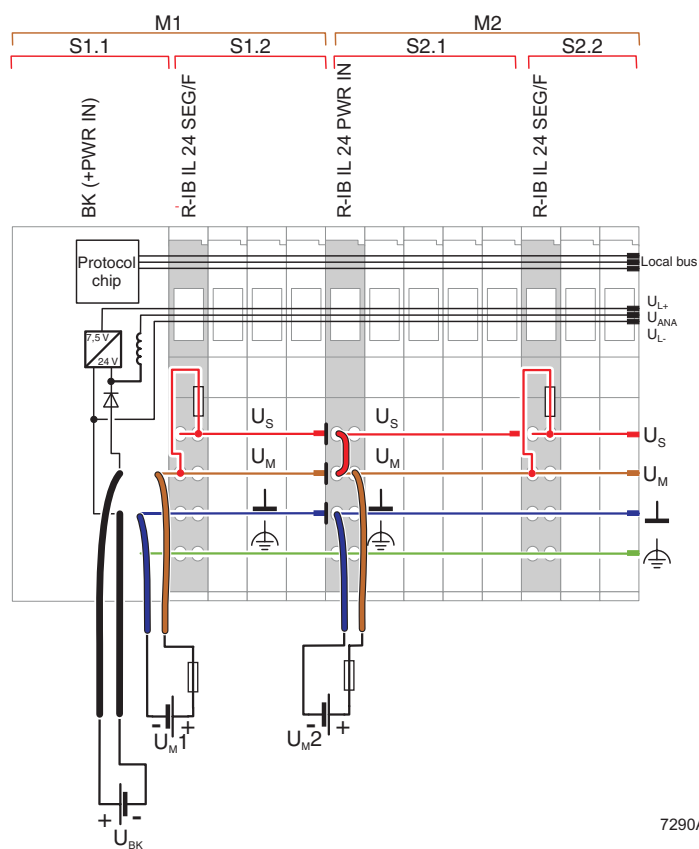 M1
M2
S1.1
S1.2
S2.1
S2.2
BK (+PWR IN)
R-IB IL 24 SEG/F
R-IB IL 24 PWR IN
R-IB IL 24 SEG/F
Protocol
chip
Local bus
UL+
UANA
UL-
7,5 V
24 V
US
US
US
UM
UM
- +
UM1
- +
UM2
+ -
UBK
7290A